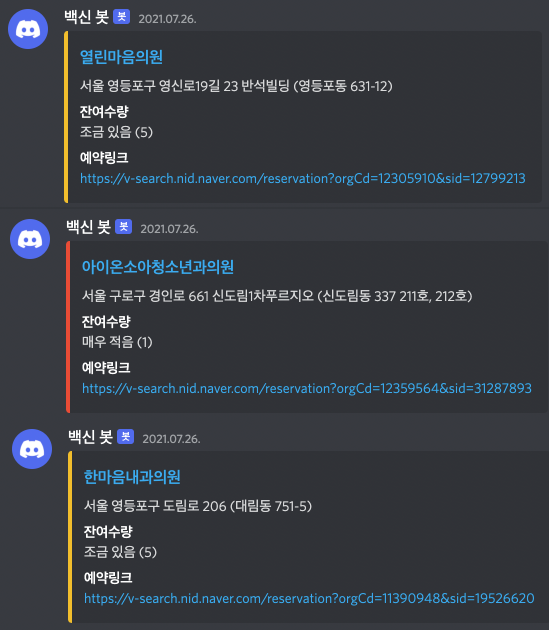 백신 봇 봇 2021.07.26.
열린마음의원
서울 영등포구 영신로19길 23 반석빌딩 (영등포동 631-12)
잔여수량
조금 있음 (5)
예약링크
https://v-search.nid.naver.com/reservation?orgCd=12305910&sid=12799213
백신 봇 봇 2021.07.26.
아이온소아청소년과의원
서울 구로구 경인로 661 신도림1차푸르지오 (신도림동 337 211호, 212호)
잔여수량
매우 적음 (1)
예약링크
https://v-search.nid.naver.com/reservation?orgCd=12359564&sid=31287893
백신 봇 봇 2021.07.26.
한마음내과의원
서울 영등포구 도림로 206 (대림동 751-5)
잔여수량
조금 있음 (5)
예약링크
https://v-search.nid.naver.com/reservation?orgCd=11390948&sid=19526620